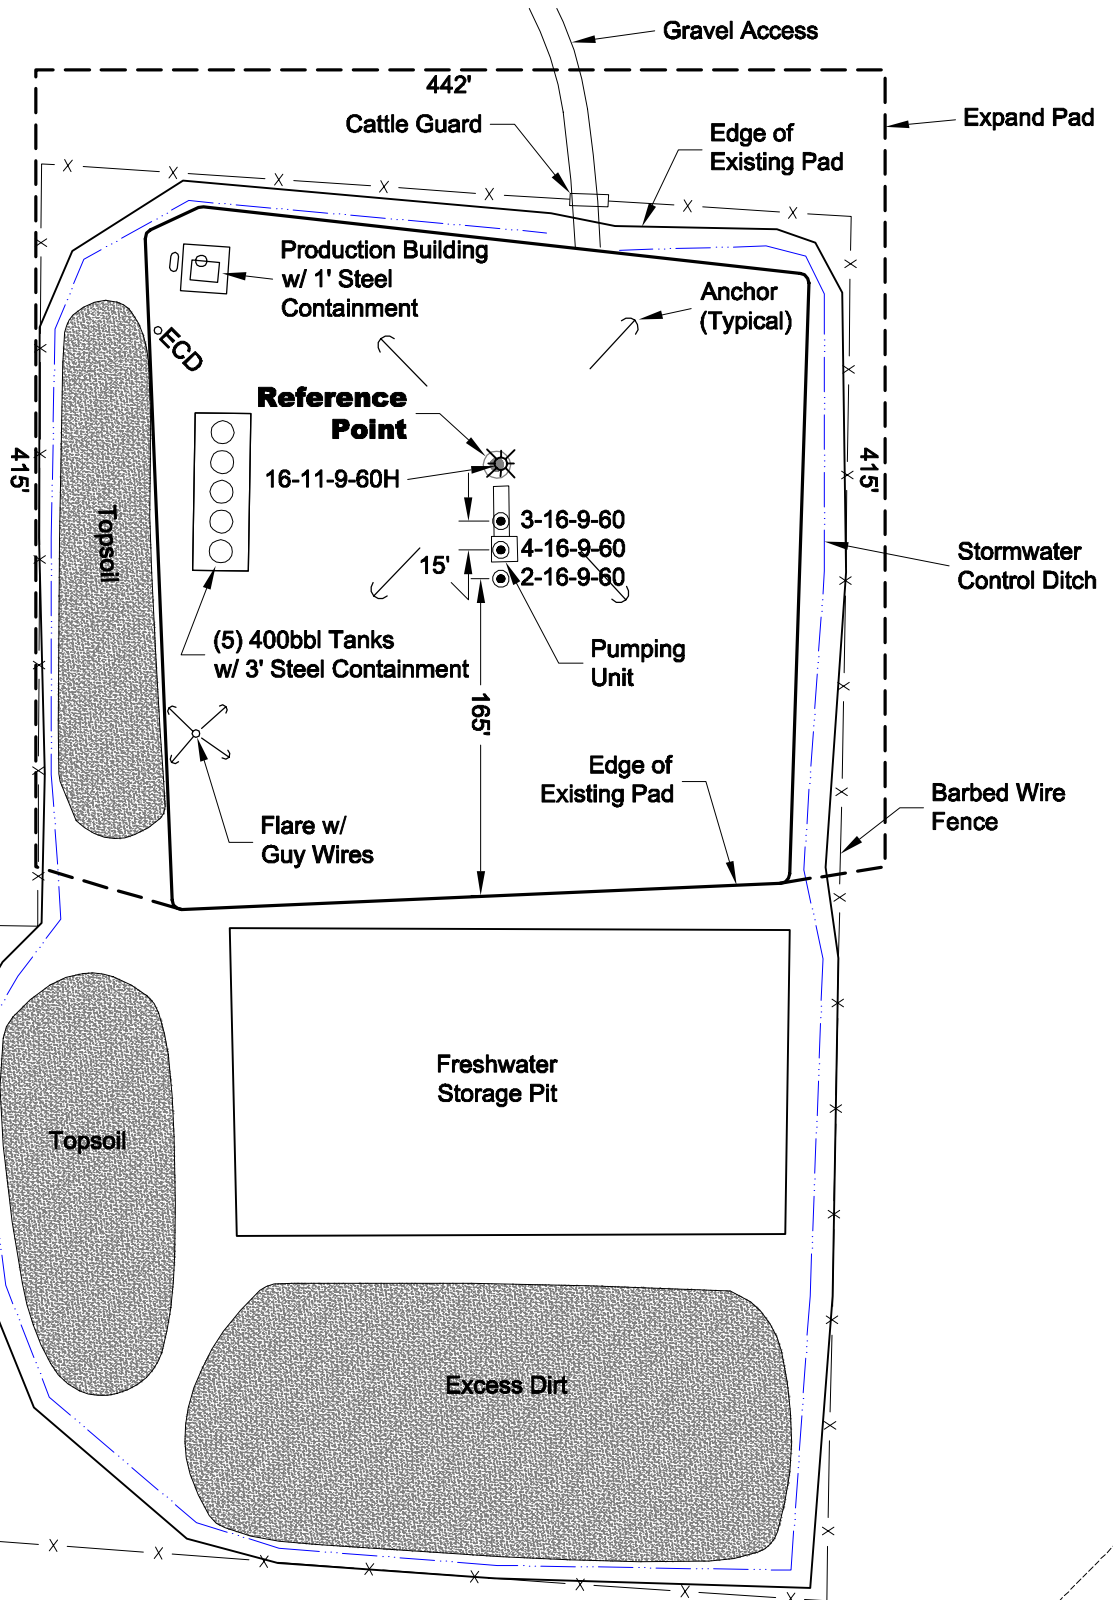 Gravel Access
442'
Expand Pad
Cattle Guard
Edge of
Existing Pad
Production Building
w/ 1' Steel
Containment
Anchor
(Typical)
ECD
Reference
Point
415'
415'
16-11-9-60H
Topsoil
3-16-9-60
4-16-9-60
2-16-9-60
15'
Stormwater
Control Ditch
(5) 400bbl Tanks
w/ 3' Steel Containment
Pumping
Unit
165'
Edge of
Existing Pad
Barbed Wire
Fence
Flare w/
Guy Wires
Freshwater
Storage Pit
Topsoil
Excess Dirt